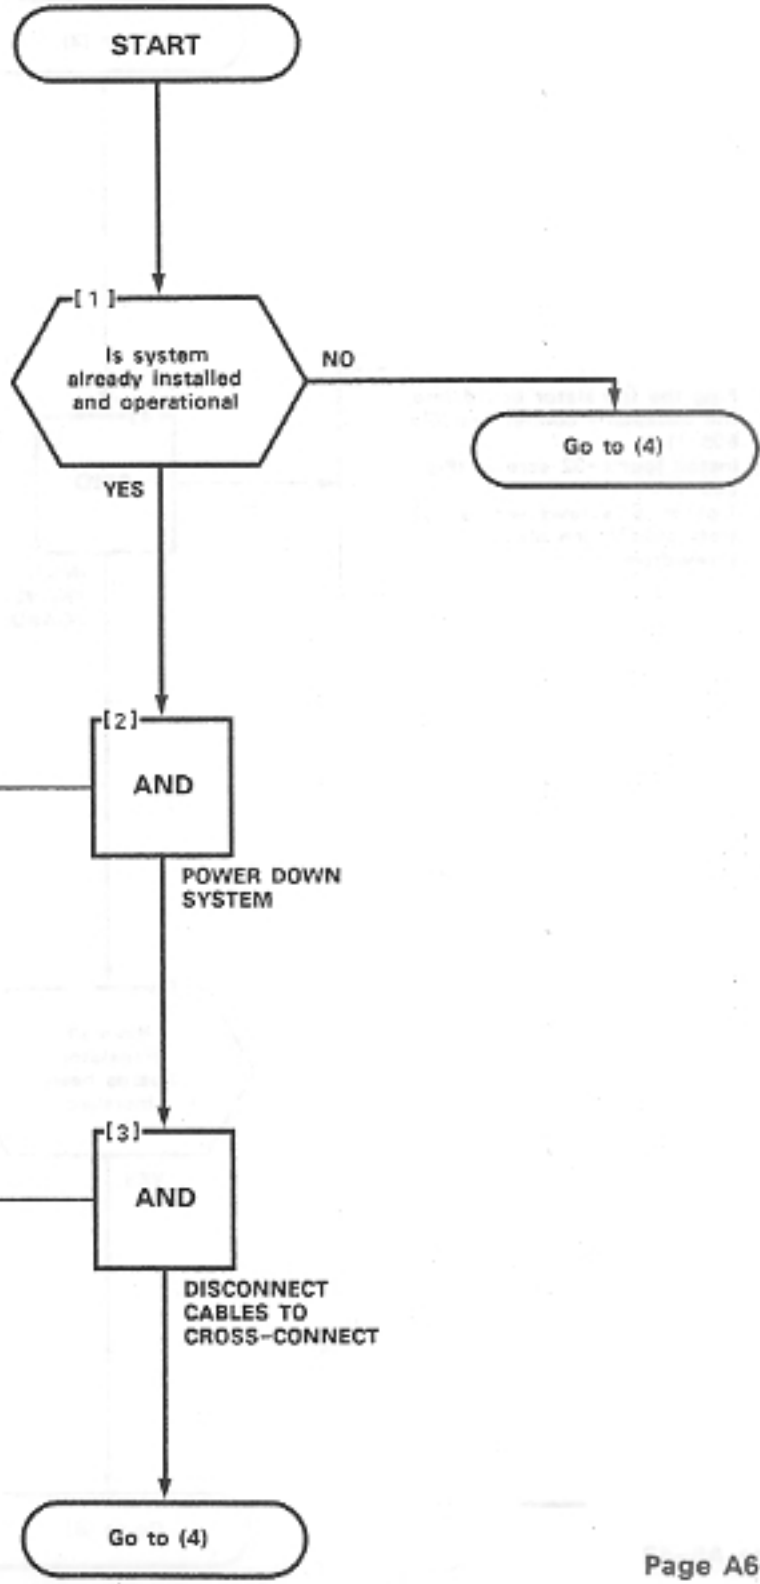 START
[ 1 ]
Is system
already installed
and operational
NO
Go to (4)
YES
[2]
AND
POWER DOWN
SYSTEM
[3]
AND
DISCONNECT
CABLES TO
CROSS-CONNECT
Go to (4)
Page A6